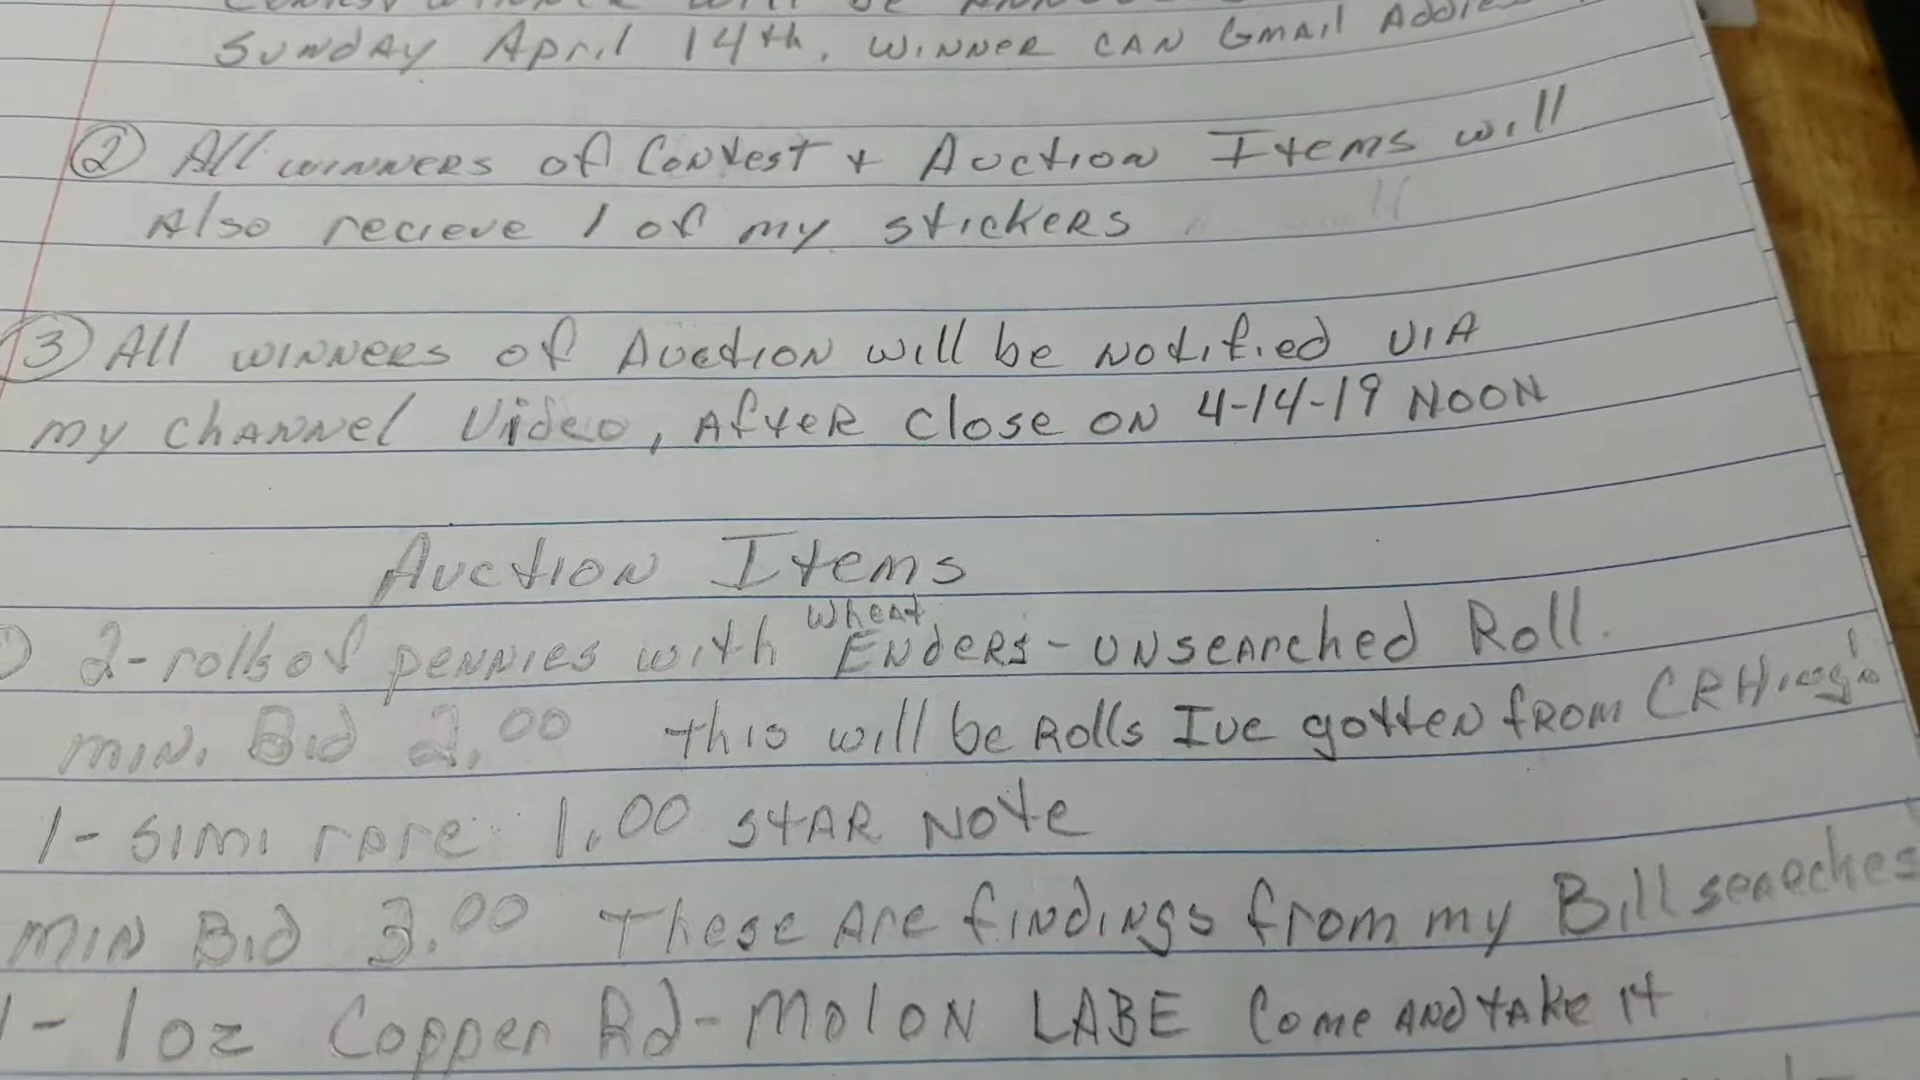 Sunday April 14th, Winner can Gmail Addre
② All winners of Contest + Auction Items will
Also recieve 1 of my stickers
③ All winners of Auction will be Notified VIA
my channel Video, After Close on 4-14-19 NOON
Auction Items
Wheat
2-rolls of pennies with Enders - unsearched Roll.
min. Bid 2.00 this will be Rolls Ive gotten from CRHing's
1- Simi rare 1.00 STAR Note
MIN Bid 3.00 These Are findings from my Bill searches
1- 1oz Copper Rd- Molon LABE Come AND take it